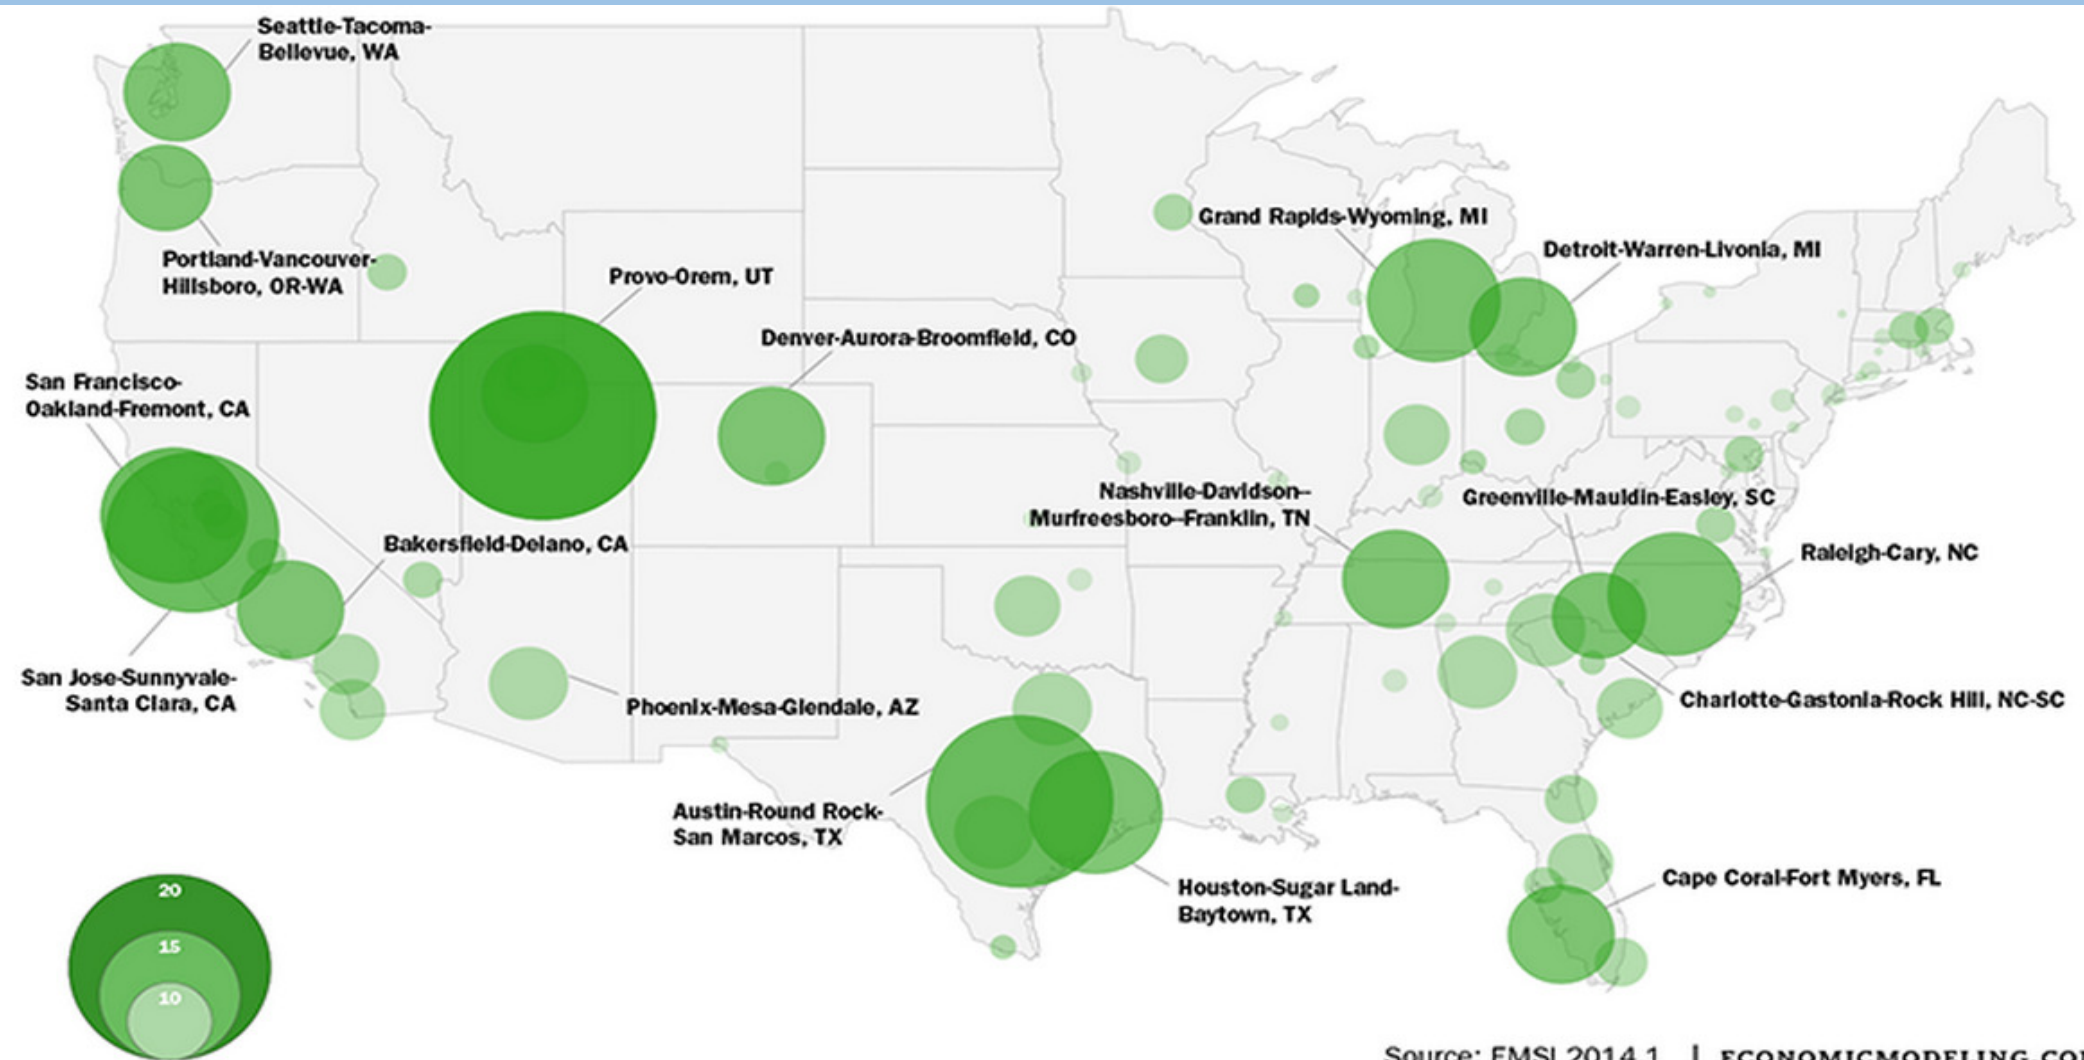 Seattle-Tacoma-
Bellevue, WA
Grand Rapids-Wyoming, MI
Detroit-Warren-Livonia, MI
Portland-Vancouver-
Hillsboro, OR-WA
Provo-Orem, UT
Denver-Aurora-Broomfield, CO
San Francisco-
Oakland-Fremont, CA
Nashville-Davidson--
Murfreesboro--Franklin, TN
Greenville-Mauldin-Easley, SC
Bakersfield-Delano, CA
Raleigh-Cary, NC
San Jose-Sunnyvale-
Santa Clara, CA
Phoenix-Mesa-Glendale, AZ
Charlotte-Gastonia-Rock Hill, NC-SC
Austin-Round Rock-
San Marcos, TX
Houston-Sugar Land-
Baytown, TX
Cape Coral-Fort Myers, FL
20
15
10
Source: EMSI 2014.1 | ECONOMICMODELING.CO